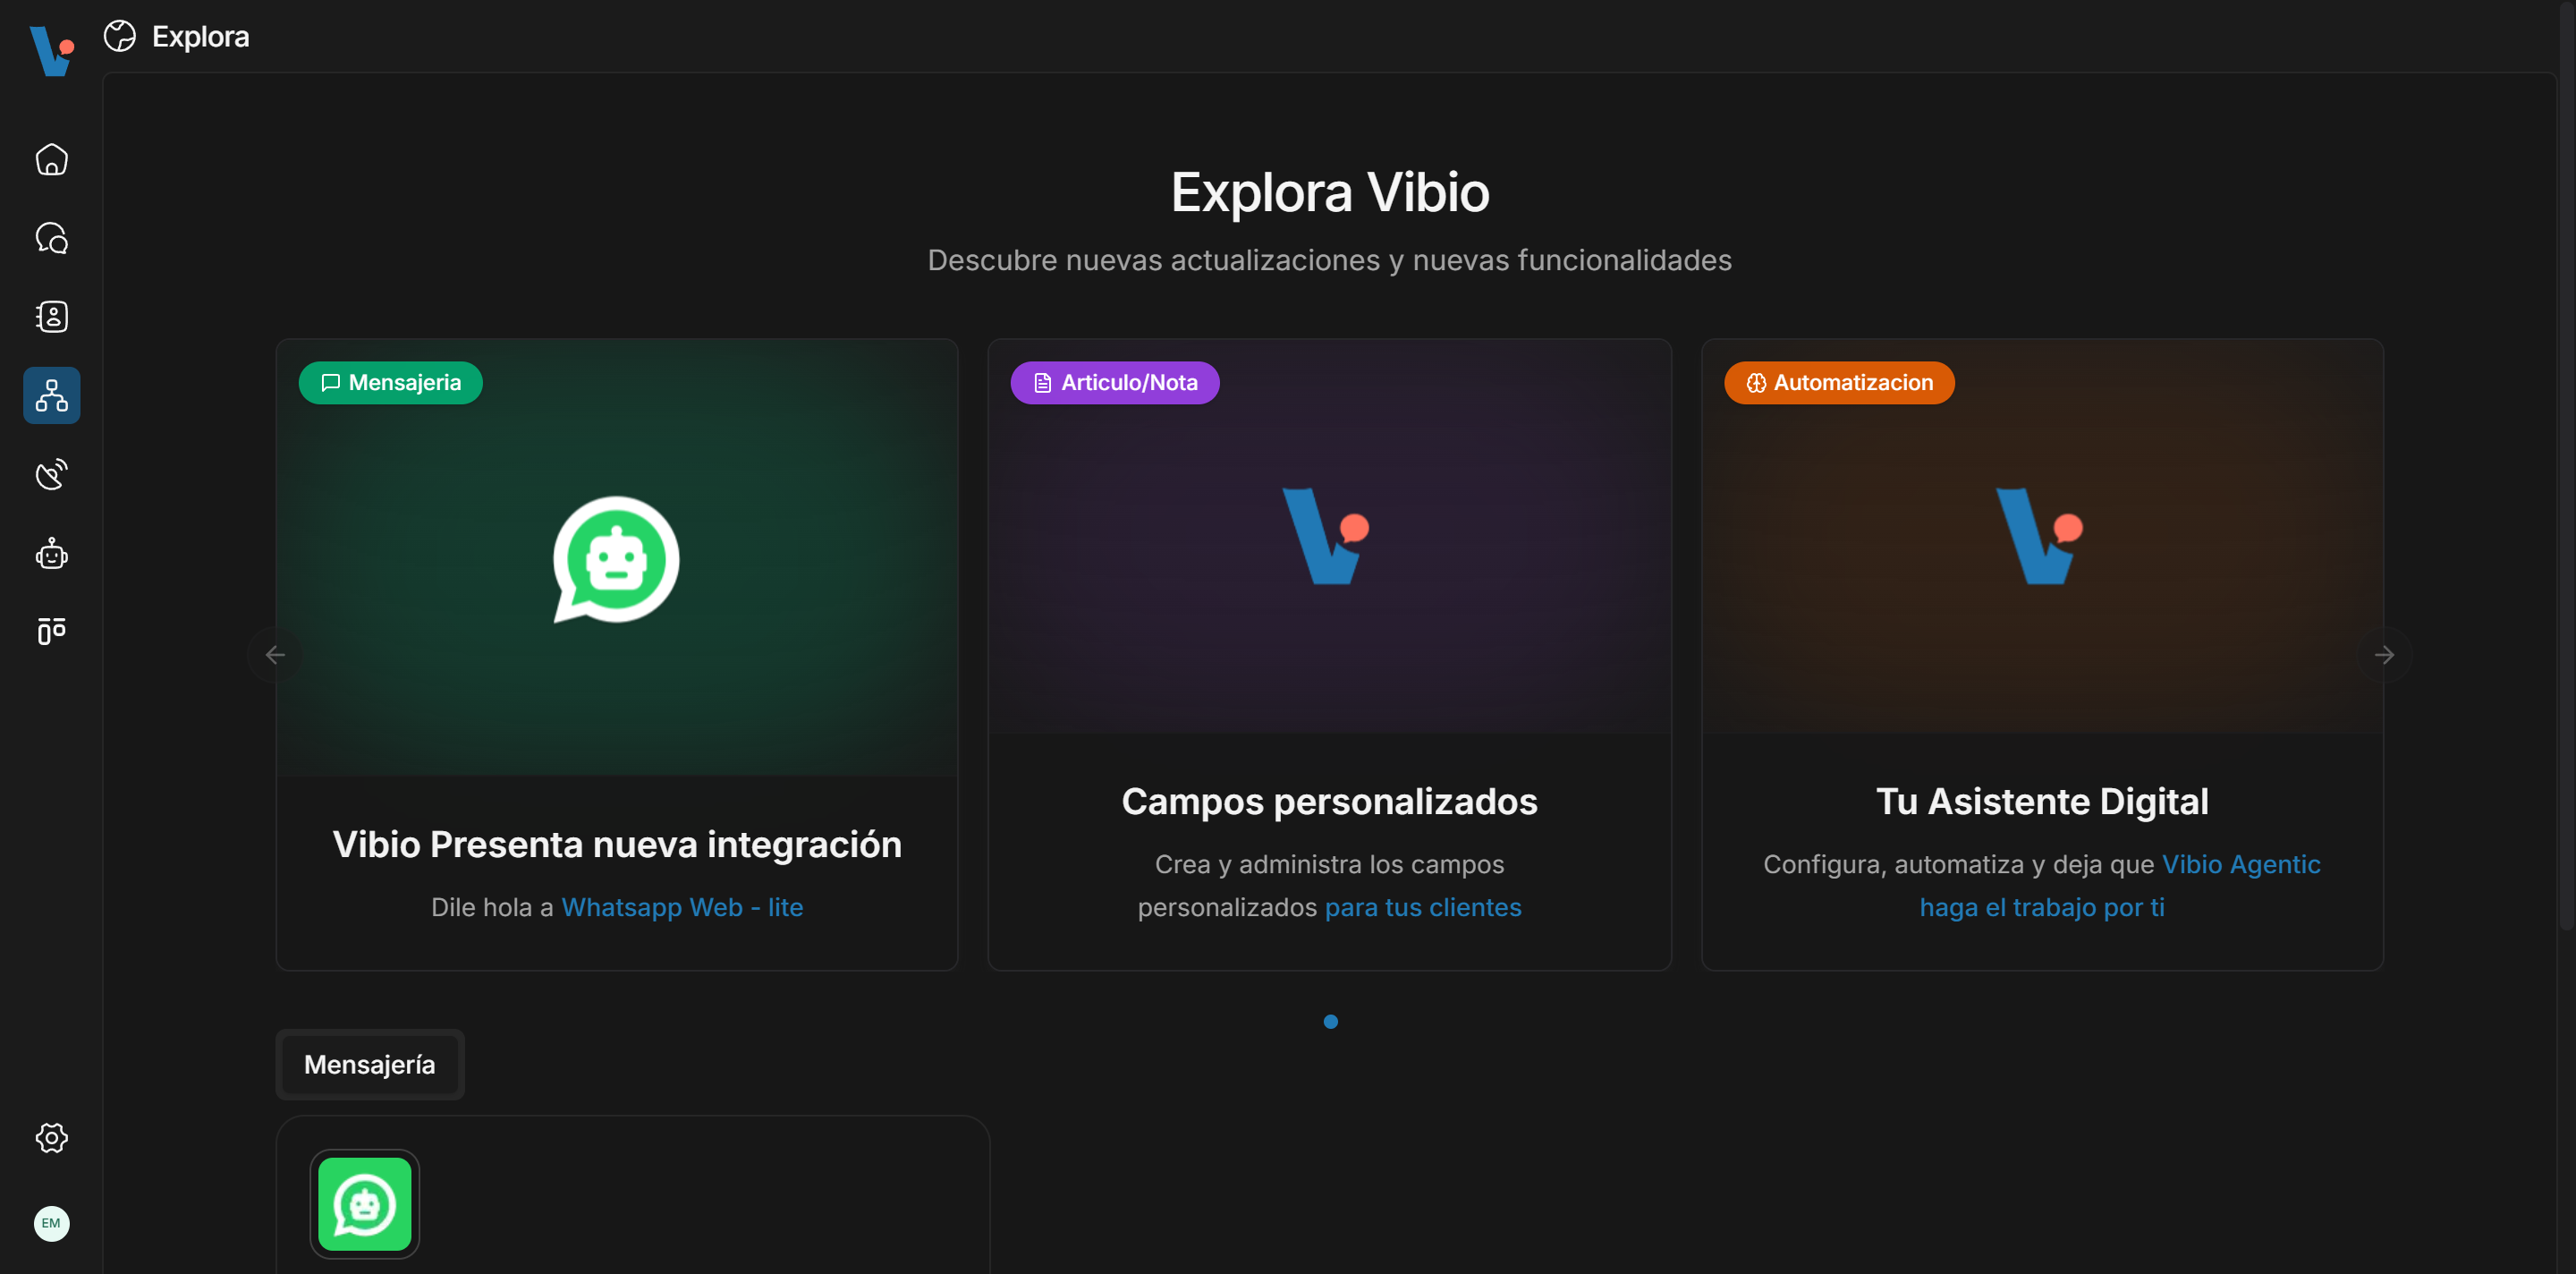 Explora
Explora Vibio
Descubre nuevas actualizaciones y nuevas funcionalidades
Mensajeria
Vibio Presenta nueva integración
Dile hola a Whatsapp Web - lite
Articulo/Nota
Campos personalizados
Crea y administra los campos
personalizados para tus clientes
Automatizacion
Tu Asistente Digital
Configura, automatiza y deja que Vibio Agentic
haga el trabajo por ti
Mensajería
EM